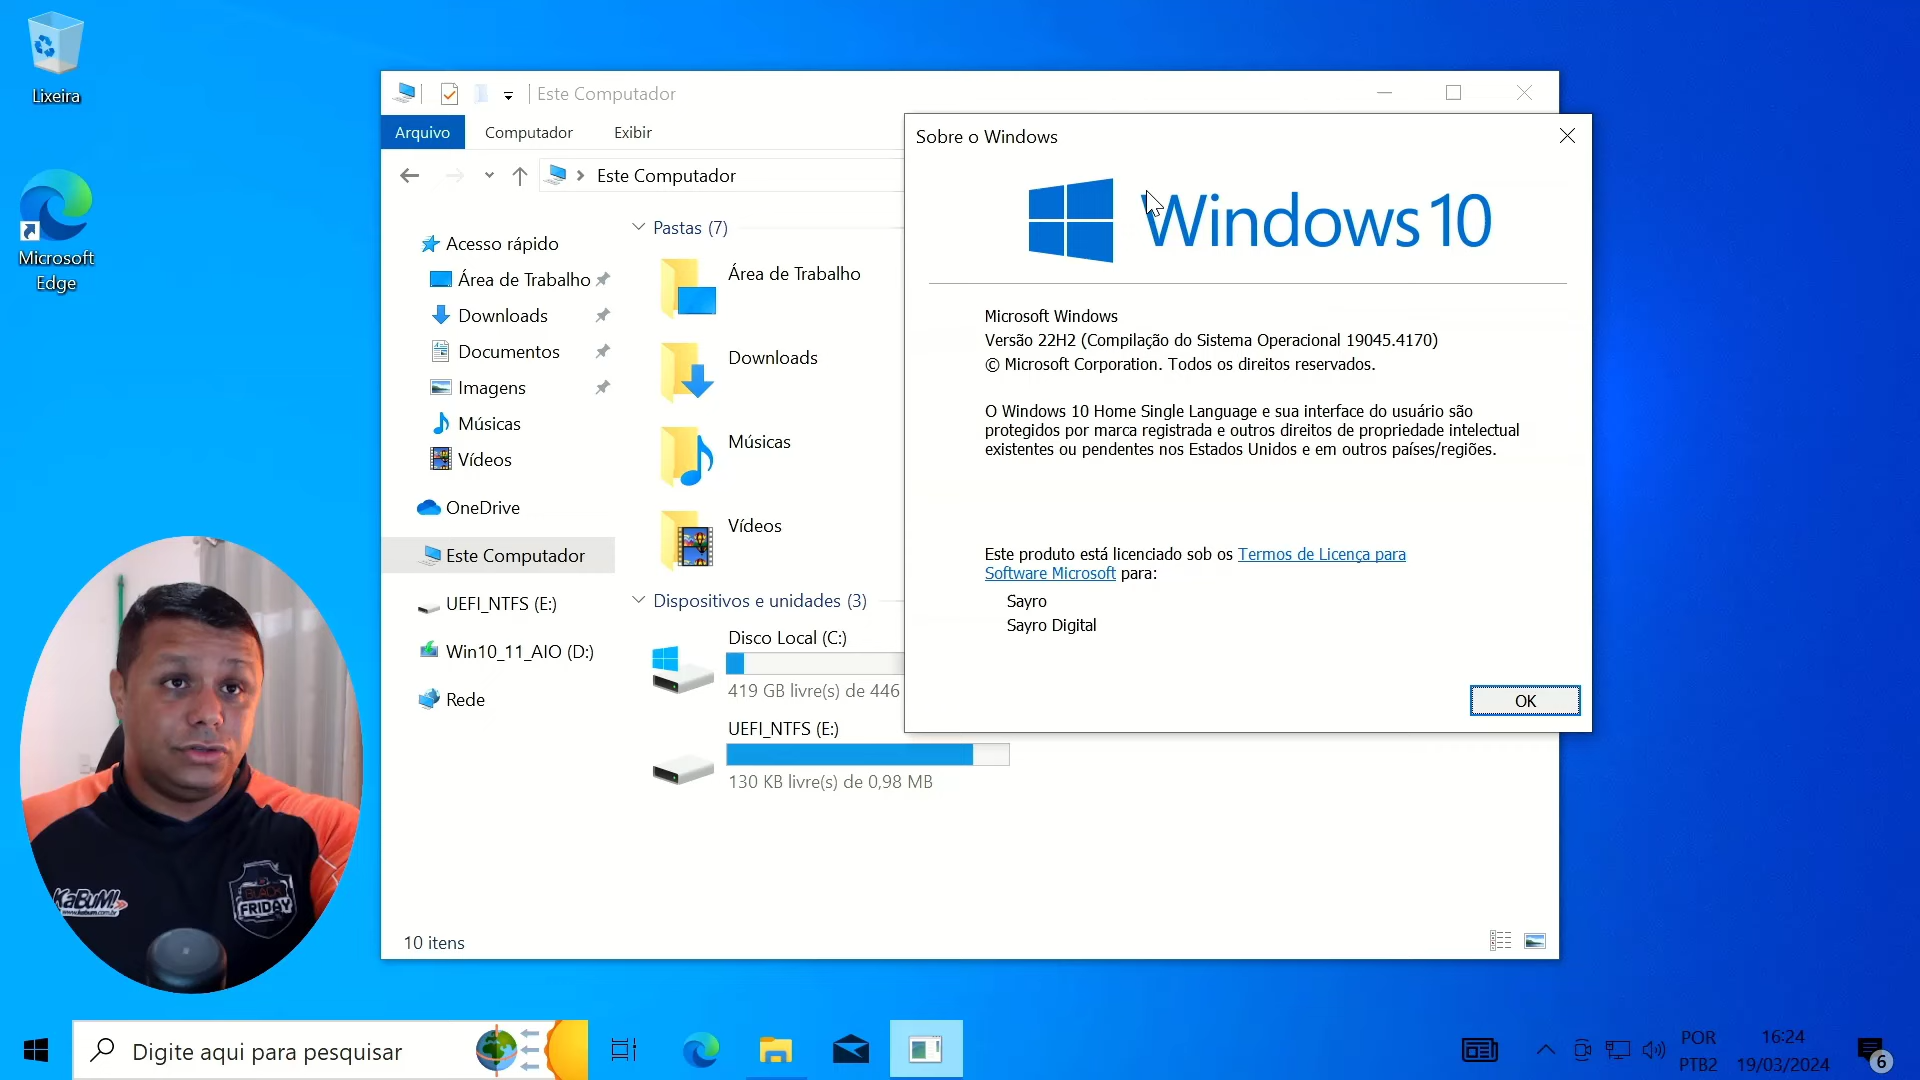 Lixeira
Microsoft
Edge
Este Computador
Arquivo
Computador
Exibir
Este Computador
Acesso rápido
Área de Trabalho
Downloads
Documentos
Imagens
Músicas
Vídeos
OneDrive
Este Computador
UEFI_NTFS (E:)
Win10_11_AIO (D:)
Rede
Pastas (7)
Área de Trabalho
Downloads
Músicas
Vídeos
Dispositivos e unidades (3)
Disco Local (C:)
419 GB livre(s) de 446
UEFI_NTFS (E:)
130 KB livre(s) de 0,98 MB
10 itens
Sobre o Windows
Windows 10
Microsoft Windows
Versão 22H2 (Compilação do Sistema Operacional 19045.4170)
© Microsoft Corporation. Todos os direitos reservados.
O Windows 10 Home Single Language e sua interface do usuário são
protegidos por marca registrada e outros direitos de propriedade intelectual
existentes ou pendentes nos Estados Unidos e em outros países/regiões.
Este produto está licenciado sob os Termos de Licença para
Software Microsoft para:
Sayro
Sayro Digital
OK
KaBuM!
www.kabum.com.br
BLACK
FRIDAY
Digite aqui para pesquisar
POR
PTB2
16:24
19/03/2024
6